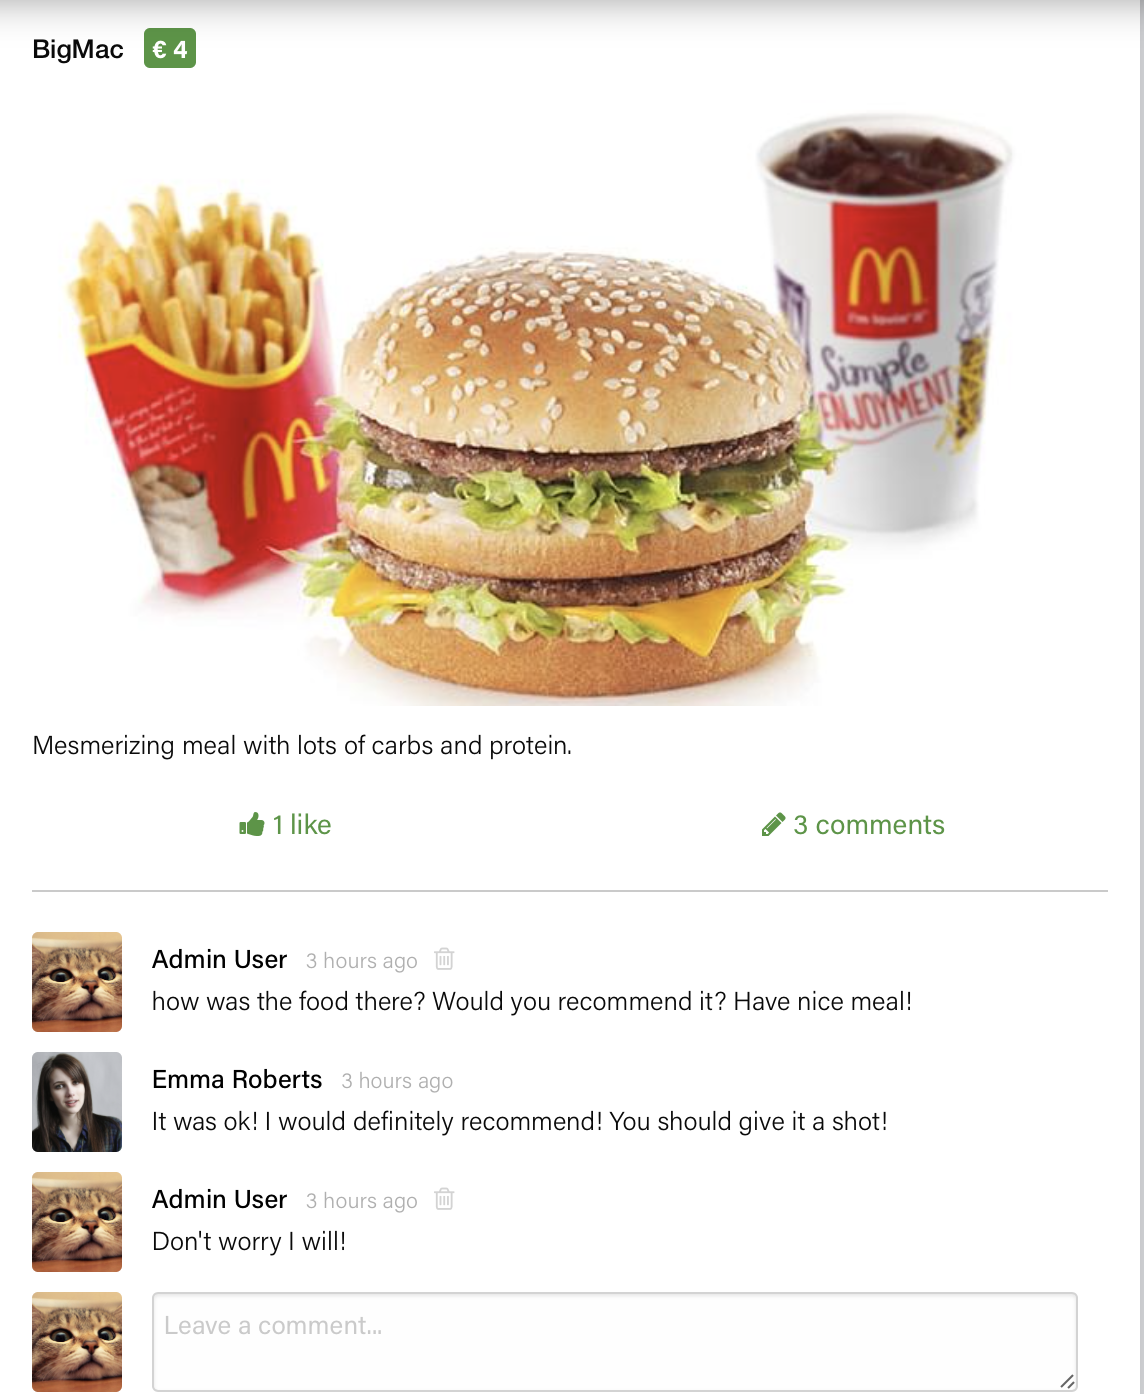 BigMac € 4
I'm lovin' it
Simple
ENJOYMENT
Mesmerizing meal with lots of carbs and protein.
1 like
3 comments
Admin User 3 hours ago
how was the food there? Would you recommend it? Have nice meal!
Emma Roberts 3 hours ago
It was ok! I would definitely recommend! You should give it a shot!
Admin User 3 hours ago
Don't worry I will!
Leave a comment...